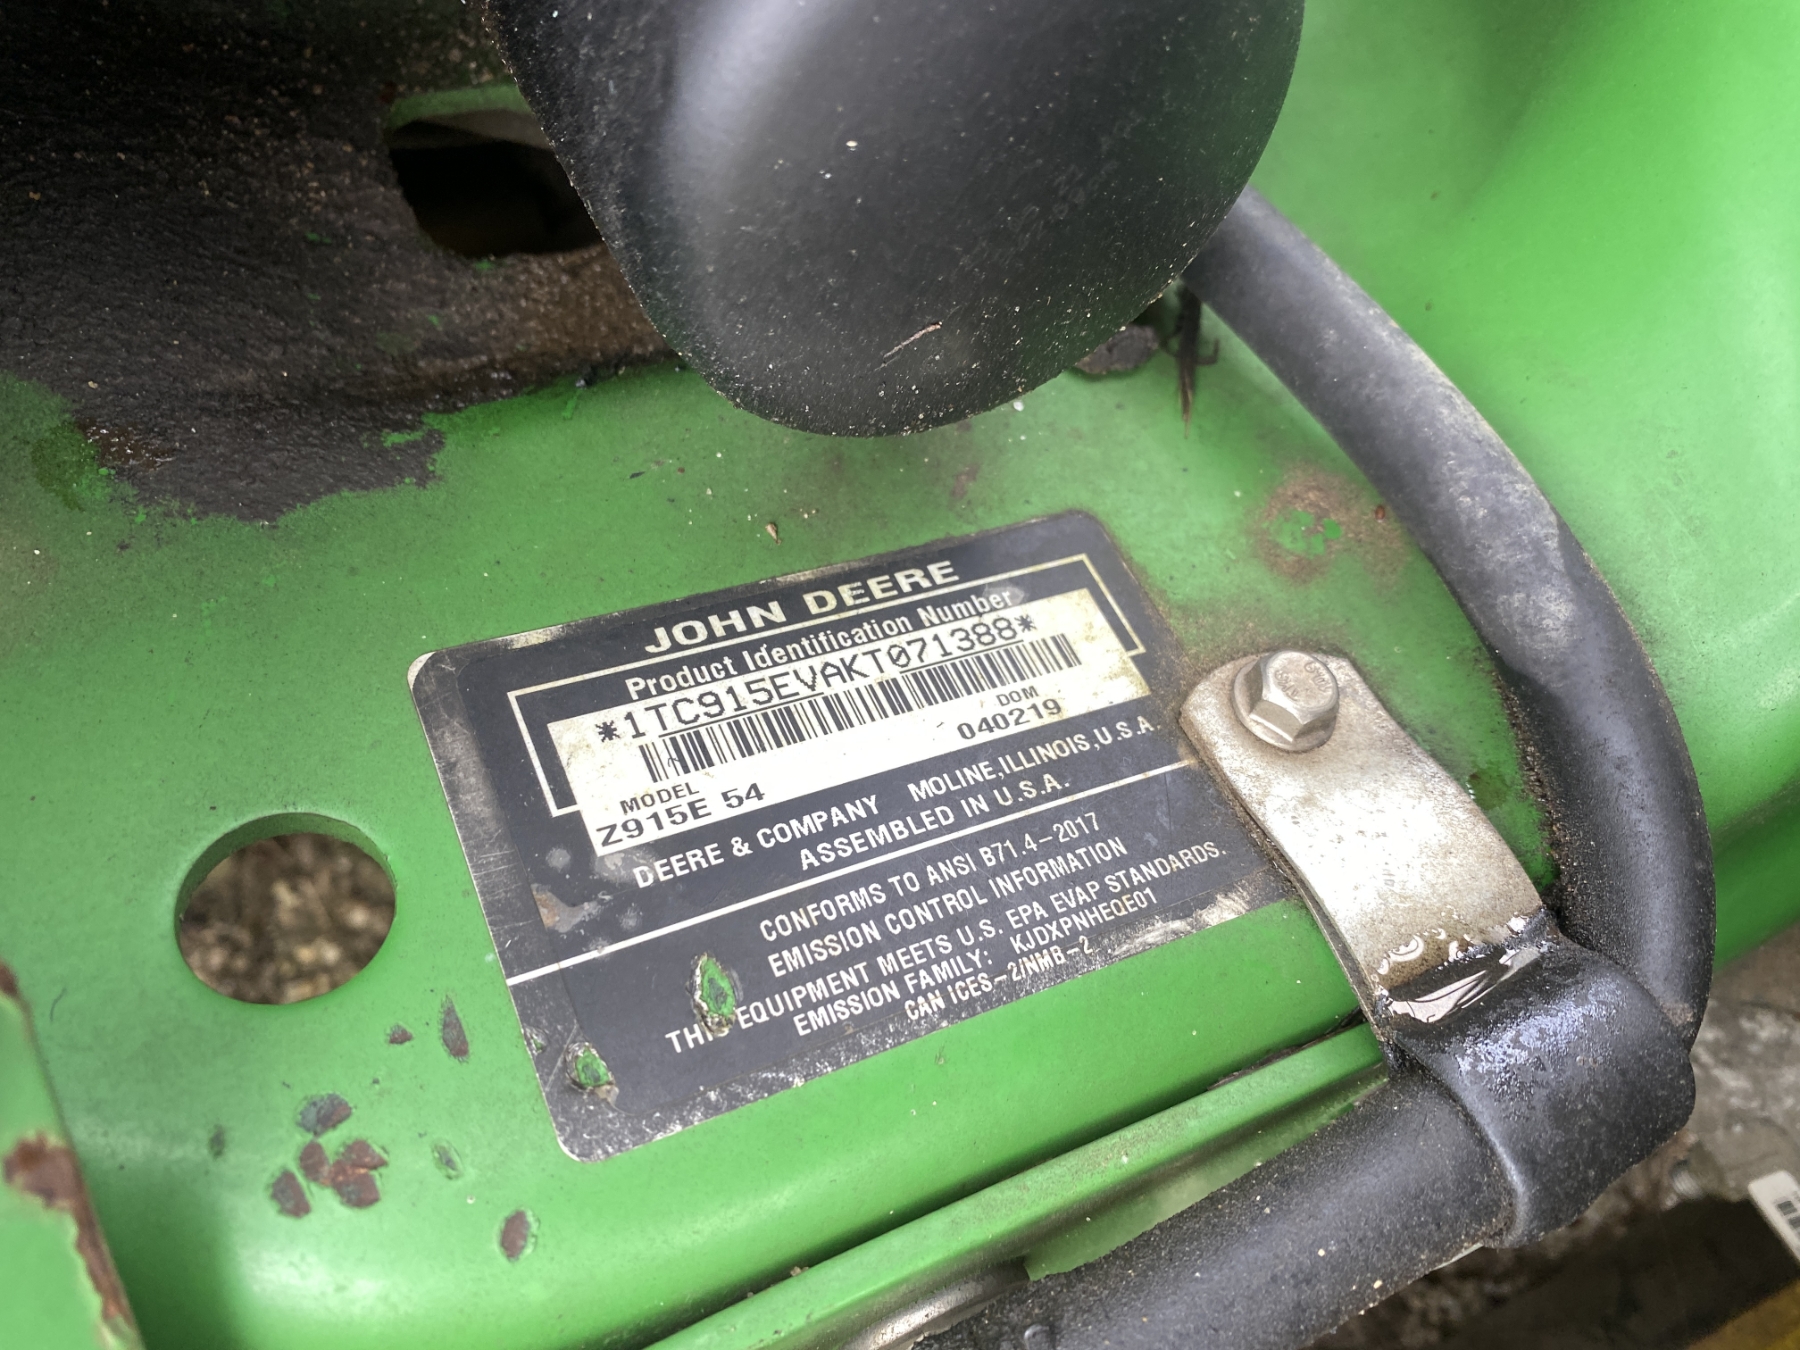 JOHN DEERE
Product Identification Number
*1TC915EVAKT071388*
DOM
040219
MODEL
Z915E 54
DEERE & COMPANY MOLINE, ILLINOIS, U.S.A.
ASSEMBLED IN U.S.A.
CONFORMS TO ANSI B71.4-2017
EMISSION CONTROL INFORMATION
THIS EQUIPMENT MEETS U.S. EPA EVAP STANDARDS.
EMISSION FAMILY: KJDXPNHEQE01
CAN ICES-2/NMB-2